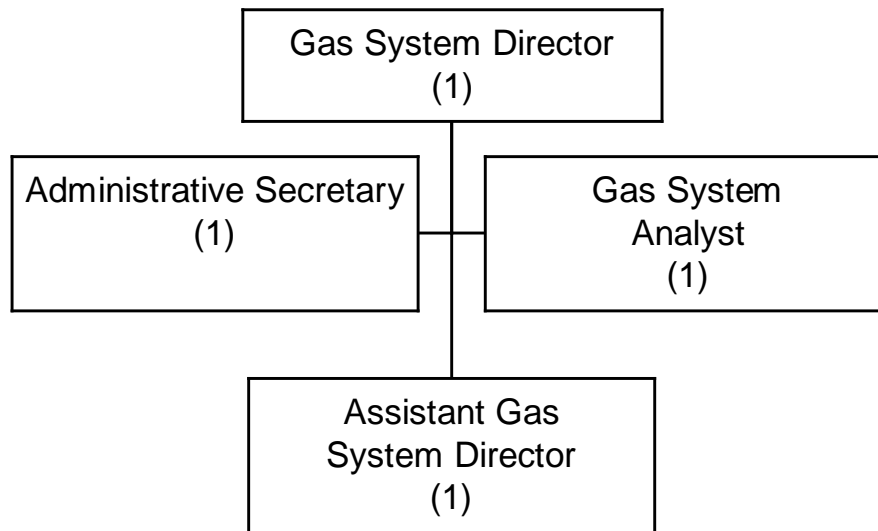 Gas System Director
(1)
Administrative Secretary
(1)
Gas System
Analyst
(1)
Assistant Gas
System Director
(1)